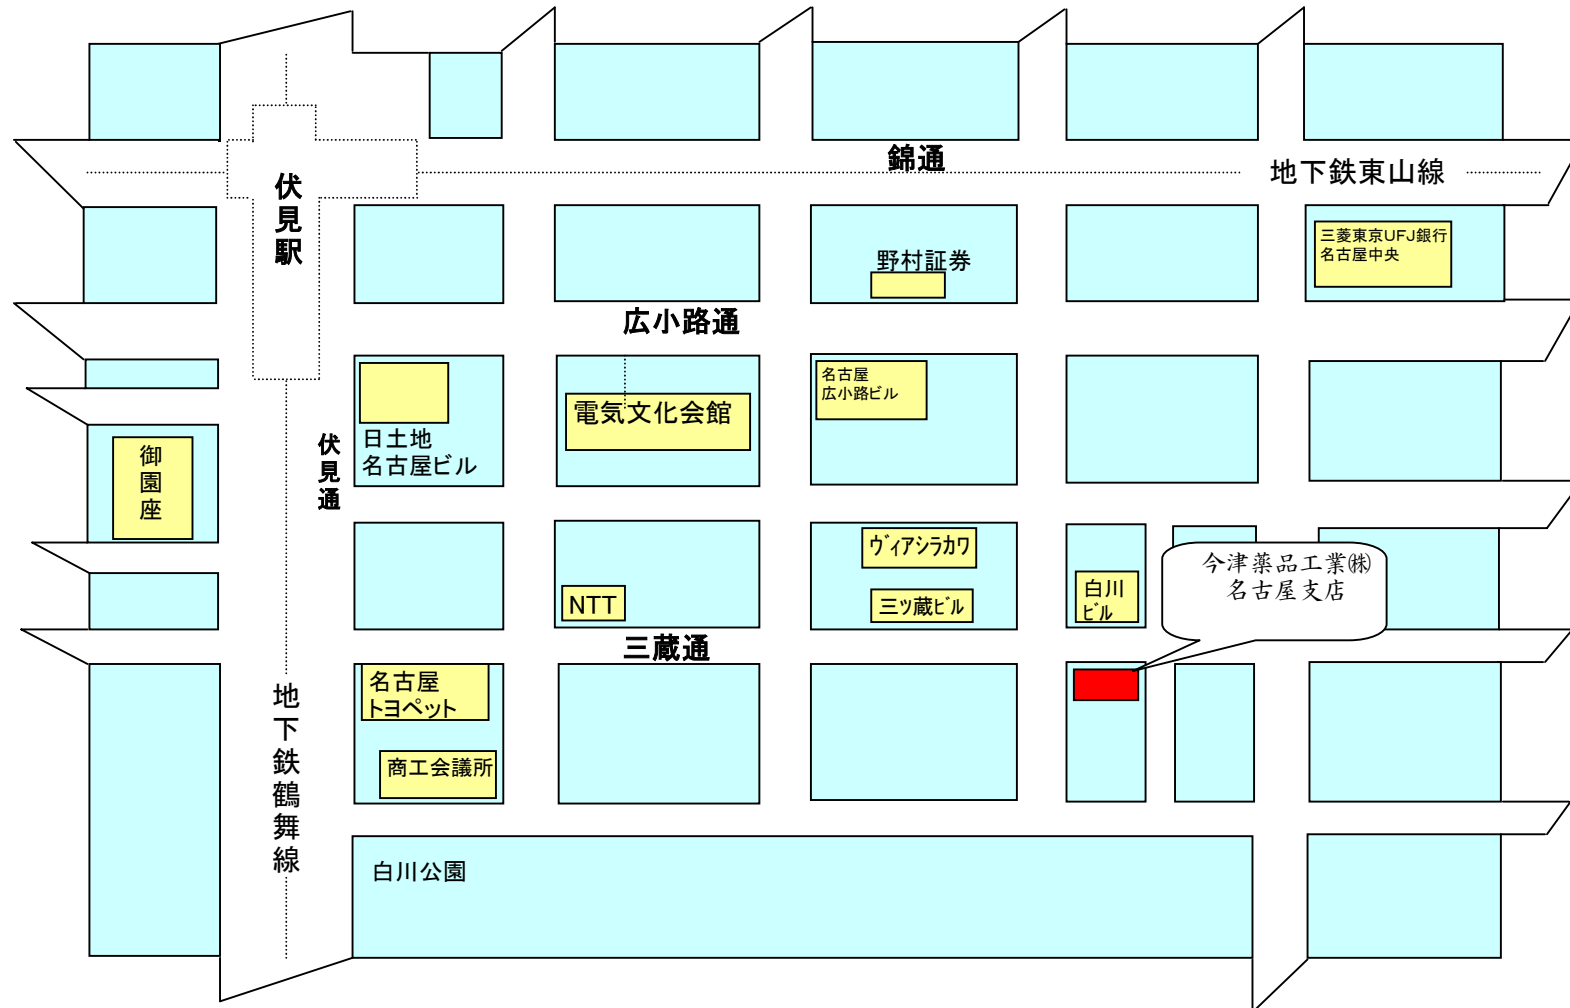 錦通
地下鉄東山線
伏見駅
三菱東京UFJ銀行
名古屋中央
野村証券
広小路通
名古屋
広小路ビル
電気文化会館
日土地
名古屋ビル
伏見通
御園座
ヴィアシラカワ
今津薬品工業㈱
名古屋支店
白川
ビル
NTT
三ツ蔵ビル
三蔵通
名古屋
トヨペット
地下鉄鶴舞線
商工会議所
白川公園